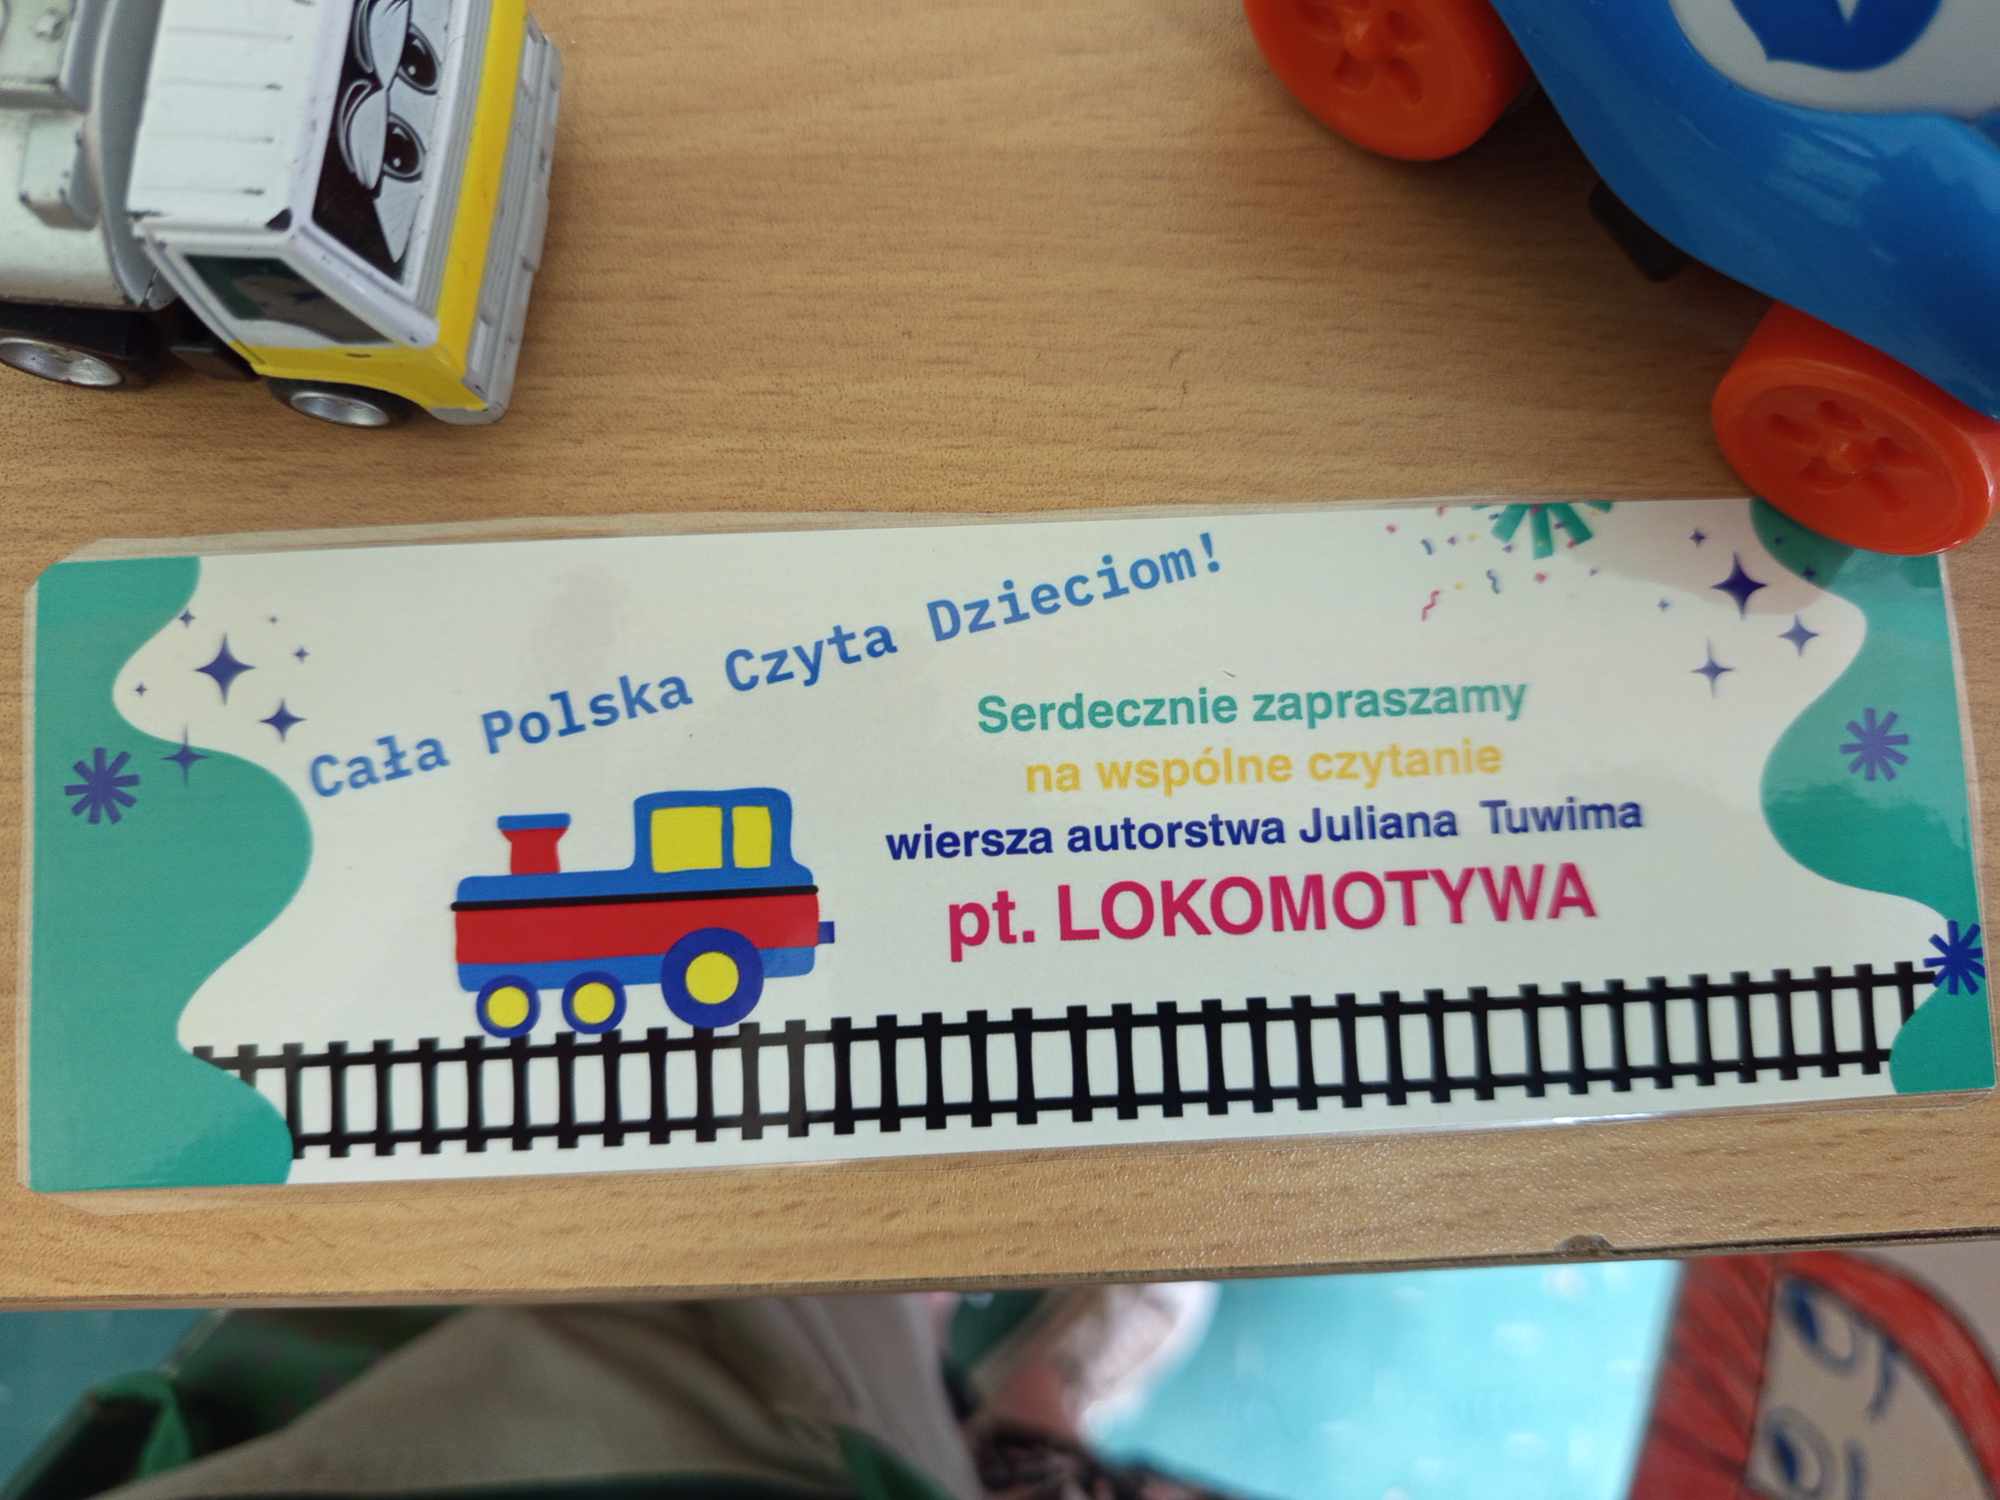 Cała Polska Czyta Dzieciom!
Serdecznie zapraszamy
na wspólne czytanie
wiersza autorstwa Juliana Tuwima
pt. LOKOMOTYWA